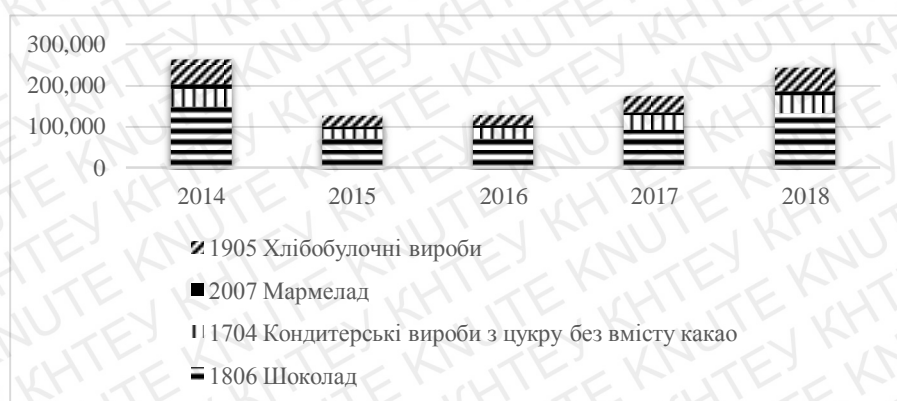 300,000
200,000
100,000
0
2014 2015 2016 2017 2018
1905 Хлібобулочні вироби
2007 Мармелад
1704 Кондитерські вироби з цукру без вмісту какао
1806 Шоколад